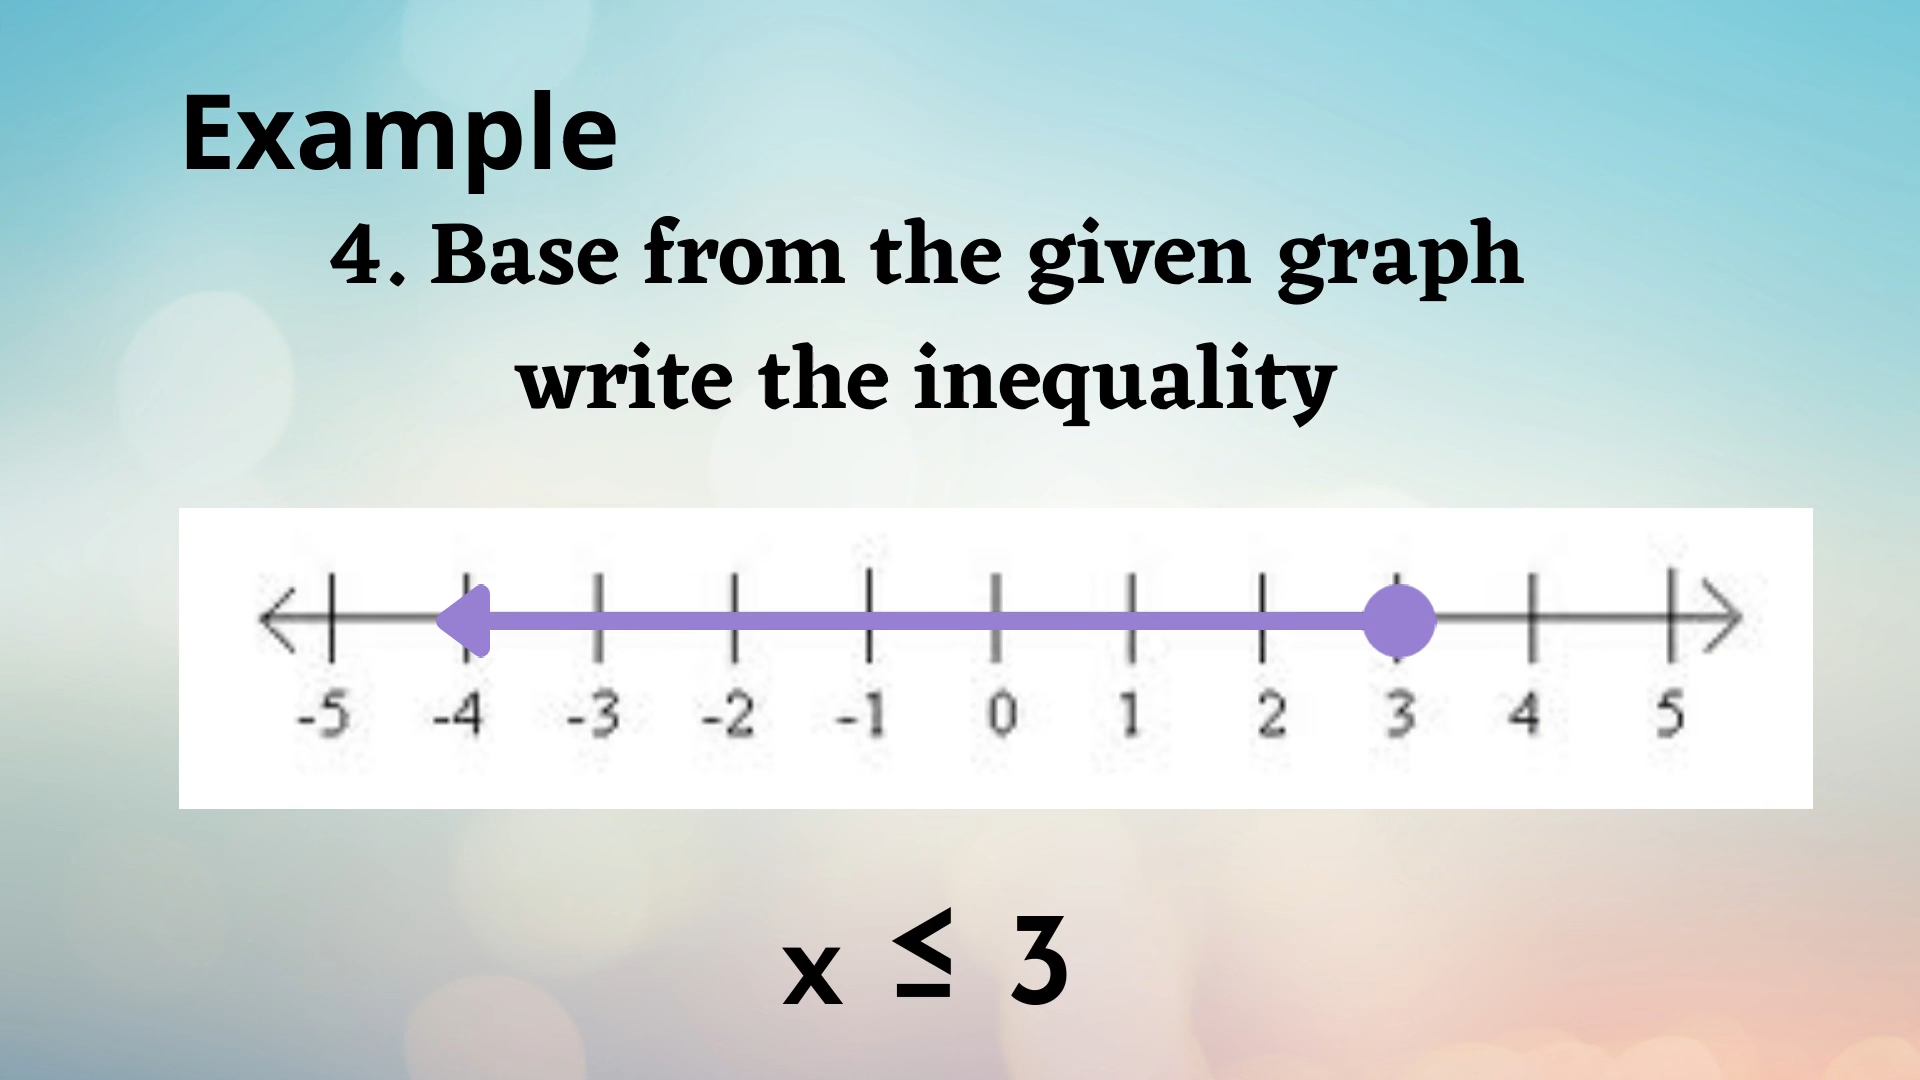 Example
4. Base from the given graph
write the inequality
-5 -4 -3 -2 -1 0 1 2 3 4 5
x ≤ 3